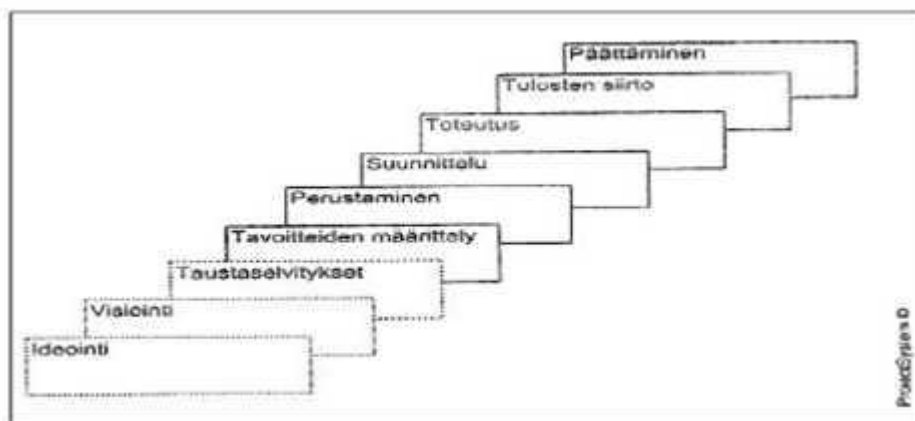 Päättäminen
Tulosten siirto
Toteutus
Suunnittelu
Perustaminen
Tavoitteiden määrittely
Taustaselvitykset
Visiointi
Ideointi